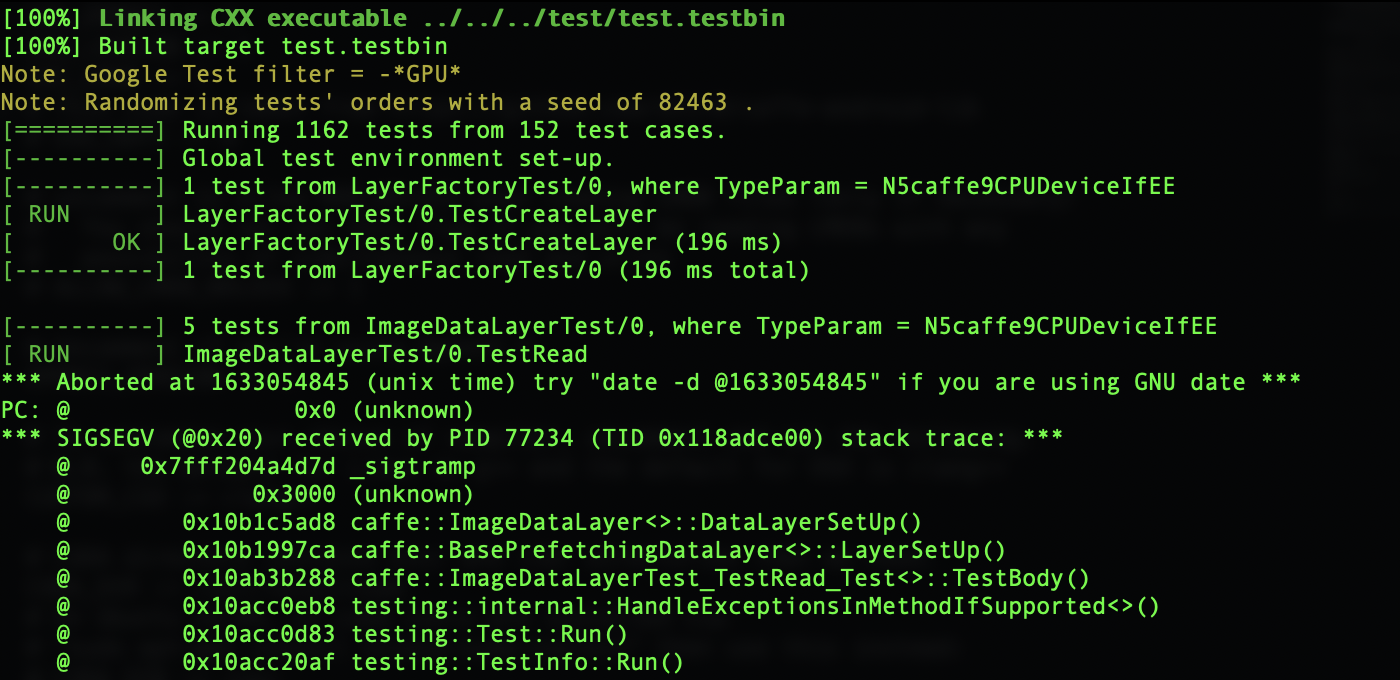 [100%] Linking CXX executable ../../../test/test.testbin
[100%] Built target test.testbin
Note: Google Test filter = -*GPU*
Note: Randomizing tests' orders with a seed of 82463 .
[==========] Running 1162 tests from 152 test cases.
[----------] Global test environment set-up.
[----------] 1 test from LayerFactoryTest/0, where TypeParam = N5caffe9CPUDeviceIfEE
[ RUN      ] LayerFactoryTest/0.TestCreateLayer
[       OK ] LayerFactoryTest/0.TestCreateLayer (196 ms)
[----------] 1 test from LayerFactoryTest/0 (196 ms total)
[----------] 5 tests from ImageDataLayerTest/0, where TypeParam = N5caffe9CPUDeviceIfEE
[ RUN      ] ImageDataLayerTest/0.TestRead
*** Aborted at 1633054845 (unix time) try "date -d @1633054845" if you are using GNU date ***
PC: @                0x0 (unknown)
*** SIGSEGV (@0x20) received by PID 77234 (TID 0x118adce00) stack trace: ***
    @     0x7fff204a4d7d _sigtramp
    @             0x3000 (unknown)
    @        0x10b1c5ad8 caffe::ImageDataLayer<>::DataLayerSetUp()
    @        0x10b1997ca caffe::BasePrefetchingDataLayer<>::LayerSetUp()
    @        0x10ab3b288 caffe::ImageDataLayerTest_TestRead_Test<>::TestBody()
    @        0x10acc0eb8 testing::internal::HandleExceptionsInMethodIfSupported<>()
    @        0x10acc0d83 testing::Test::Run()
    @        0x10acc20af testing::TestInfo::Run()